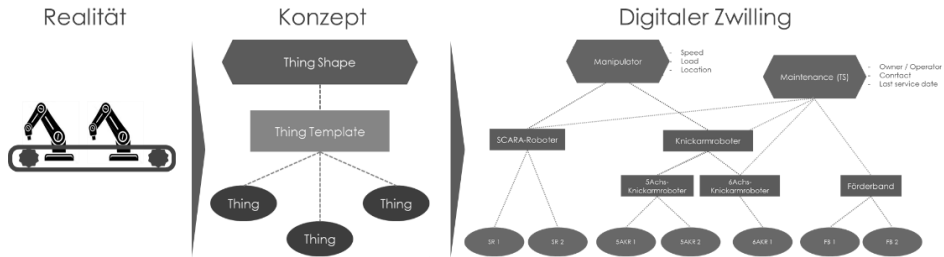 Realität
Konzept
Digitaler Zwilling
Thing Shape
Thing Template
Thing
Thing
Thing
Manipulator
- Speed
- Load
- Location
Maintenance (TS)
- Owner / Operator
- Conrtact
- Last service date
SCARA-Roboter
Knickarmroboter
5Achs-
Knickarmroboter
6Achs-
Knickarmroboter
Förderband
SR 1
SR 2
5AKR 1
5AKR 2
6AKR 1
FB 1
FB 2